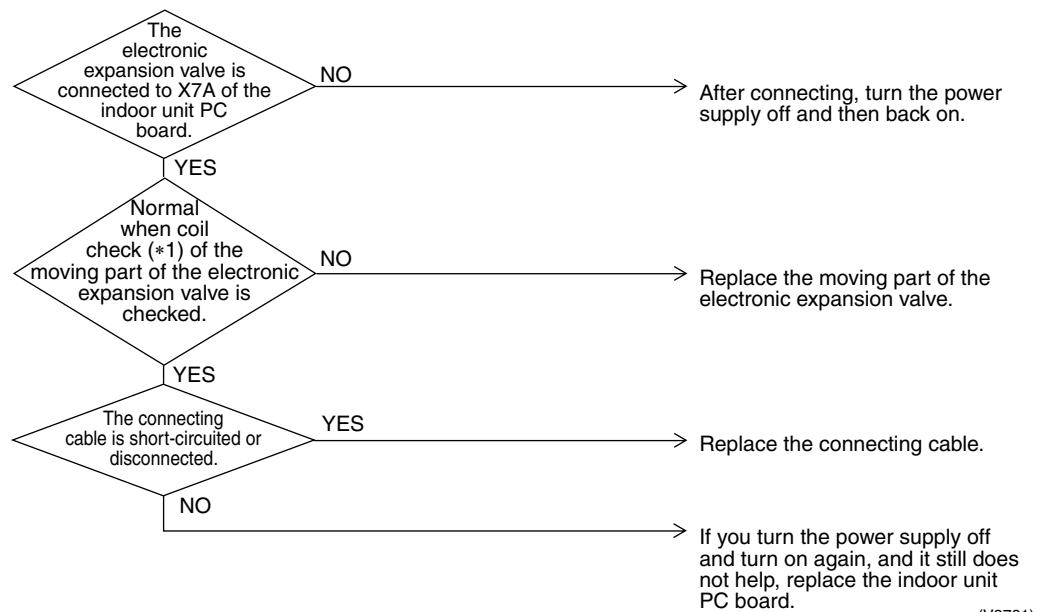 The
electronic
expansion valve is
connected to X7A of the
indoor unit PC
board.
NO
After connecting, turn the power
supply off and then back on.
YES
Normal
when coil
check (*1) of the
moving part of the electronic
expansion valve is
checked.
NO
Replace the moving part of the
electronic expansion valve.
YES
The connecting
cable is short-circuited or
disconnected.
YES
Replace the connecting cable.
NO
If you turn the power supply off
and turn on again, and it still does
not help, replace the indoor unit
PC board.